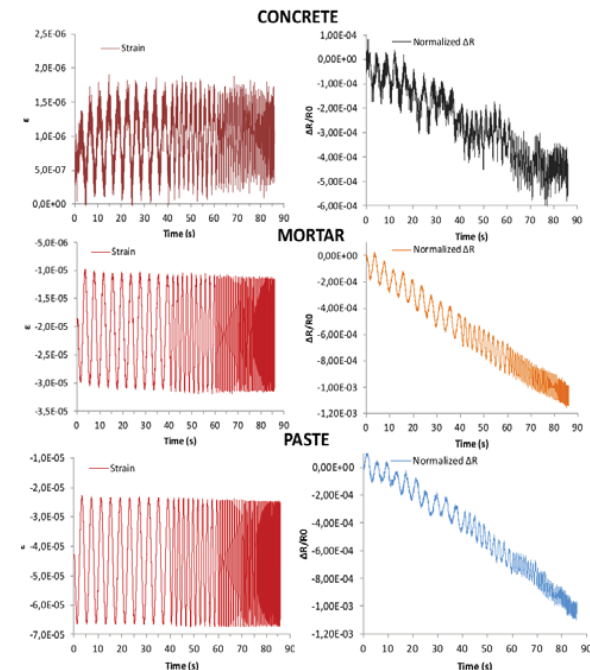 CONCRETE
2,5E-06
2,0E-06
1,5E-06
1,0E-06
5,0E-07
0,0E+00
ε
Strain
0 10 20 30 40 50 60 70 80 90
Time (s)
1,00E-04
0,00E+00
-1,00E-04
-2,00E-04
-3,00E-04
-4,00E-04
-5,00E-04
-6,00E-04
ΔR/R0
Normalized ΔR
0 10 20 30 40 50 60 70 80 90
Time (s)
MORTAR
-5,0E-06
-1,0E-05
-1,5E-05
-2,0E-05
-2,5E-05
-3,0E-05
-3,5E-05
ε
Strain
0 10 20 30 40 50 60 70 80 90
Time (s)
0,00E+00
-2,00E-04
-4,00E-04
-6,00E-04
-8,00E-04
-1,00E-03
-1,20E-03
ΔR/R0
Normalized ΔR
0 10 20 30 40 50 60 70 80 90
Time (s)
PASTE
-1,0E-05
-2,0E-05
-3,0E-05
-4,0E-05
-5,0E-05
-6,0E-05
-7,0E-05
Strain
0 10 20 30 40 50 60 70 80 90
Time (s)
0,00E+00
-2,00E-04
-4,00E-04
-6,00E-04
-8,00E-04
-1,00E-03
-1,20E-03
ΔR/R0
Normalized ΔR
0 10 20 30 40 50 60 70 80 90
Time (s)